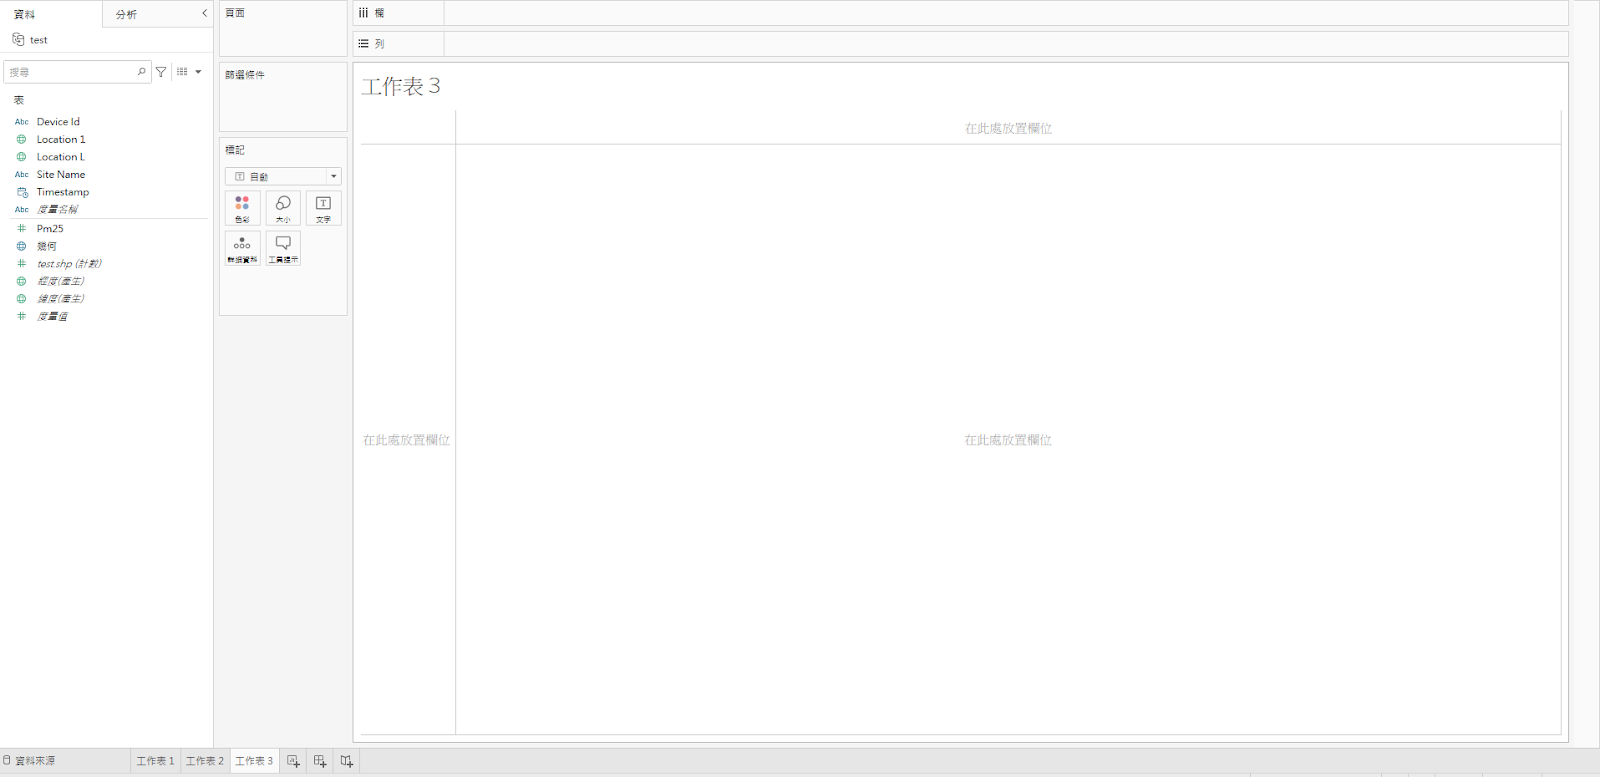 資料
分析
test
搜尋
表
Abc Device Id
Location 1
Location L
Abc Site Name
Timestamp
Abc 度量名稱
Pm25
幾何
test.shp (計數)
經度(產生)
緯度(產生)
度量值
頁面
篩選條件
標記
自動
色彩
大小
文字
詳細資料
工具提示
欄
列
工作表 3
在此處放置欄位
在此處放置欄位
在此處放置欄位
資料來源
工作表 1
工作表 2
工作表 3